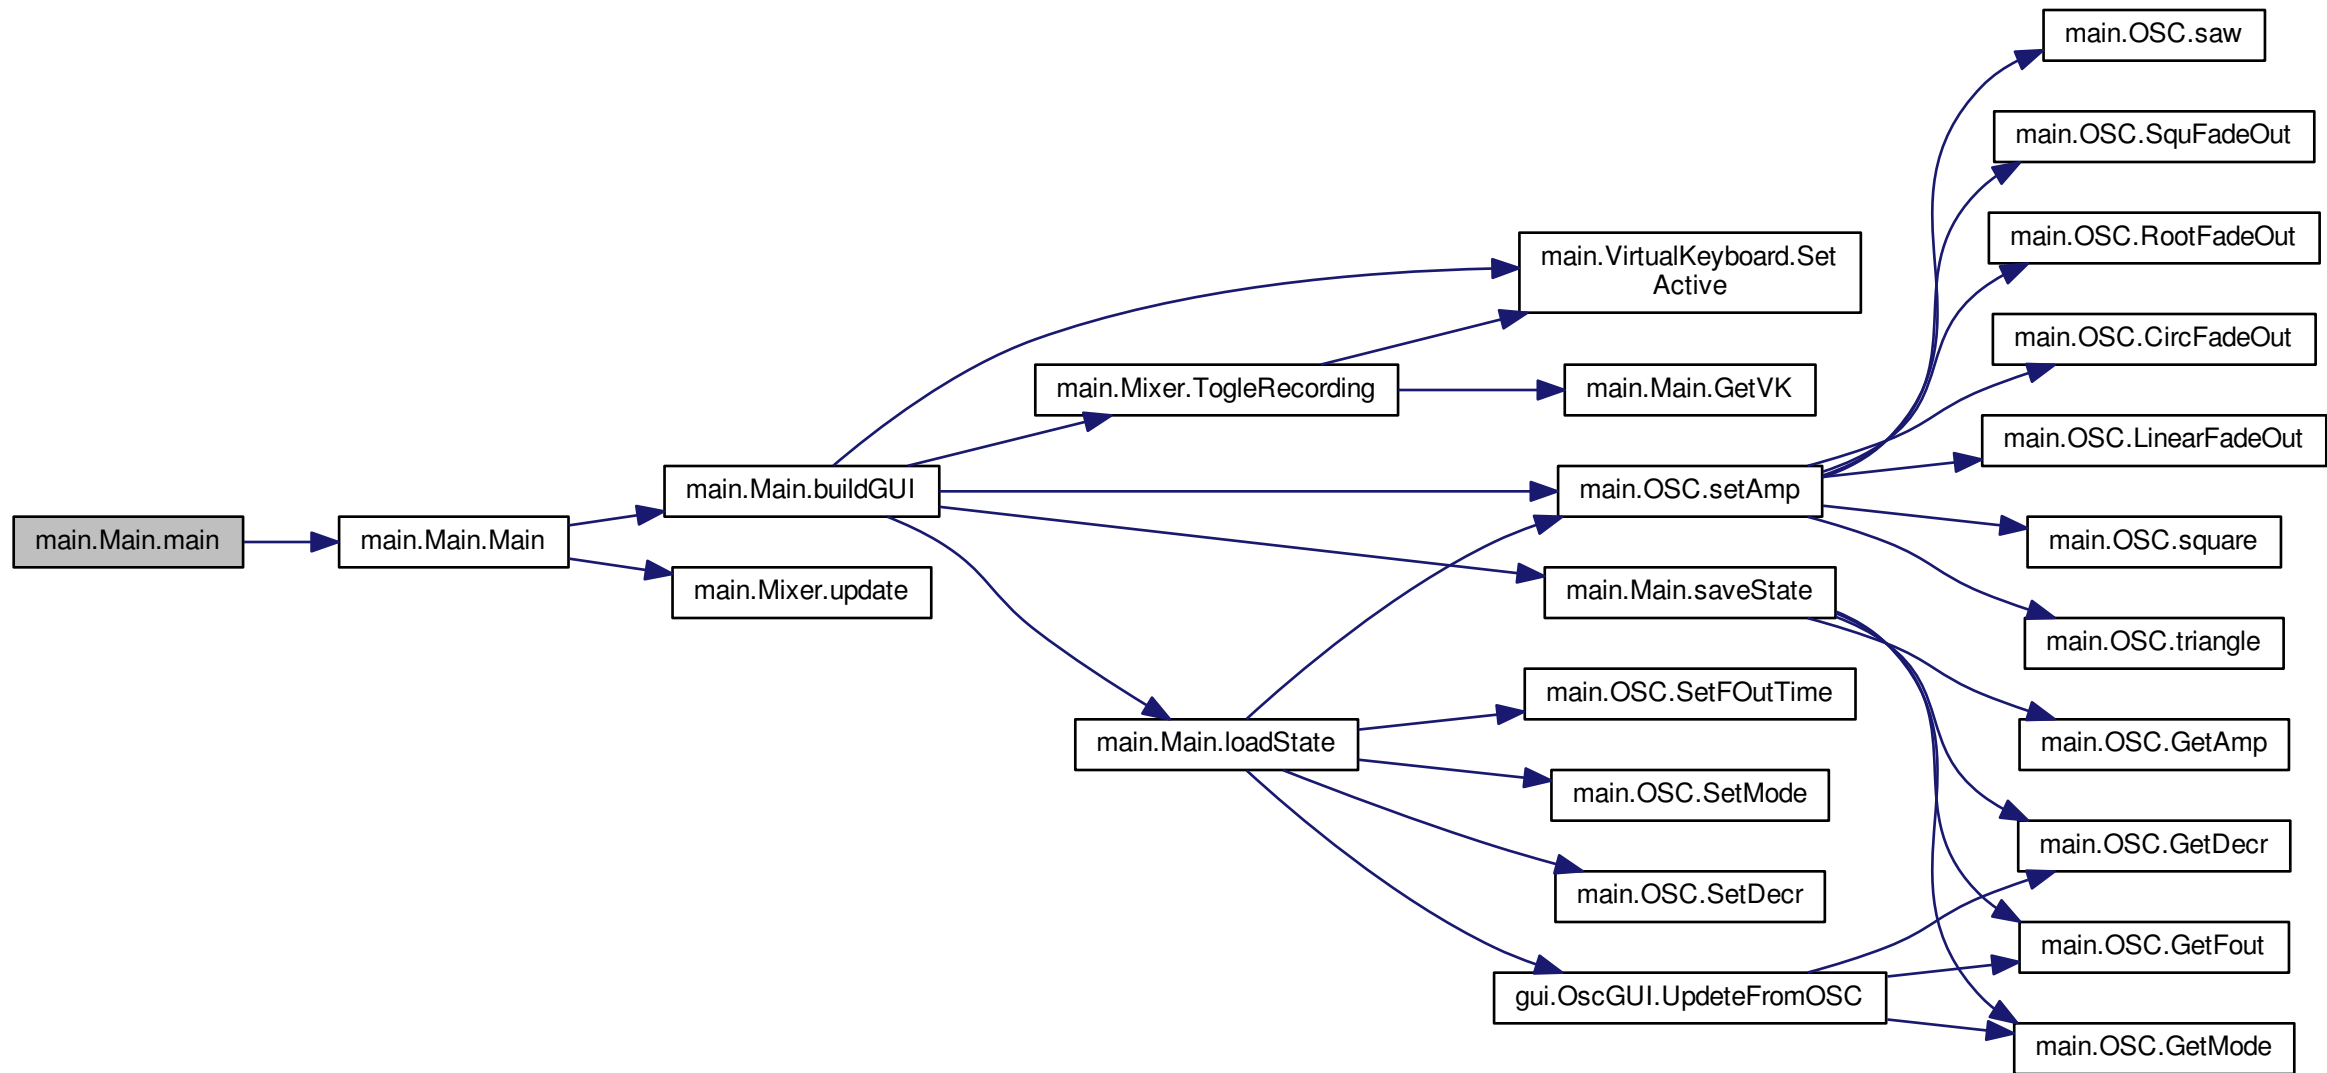 main.OSC.saw
main.OSC.SquFadeOut
main.OSC.RootFadeOut
main.VirtualKeyboard.Set
Active
main.OSC.CircFadeOut
main.Mixer.TogleRecording
main.Main.GetVK
main.OSC.LinearFadeOut
main.Main.buildGUI
main.OSC.setAmp
main.Main.main
main.Main.Main
main.OSC.square
main.Mixer.update
main.Main.saveState
main.OSC.triangle
main.OSC.SetFOutTime
main.Main.loadState
main.OSC.GetAmp
main.OSC.SetMode
main.OSC.GetDecr
main.OSC.SetDecr
main.OSC.GetFout
gui.OscGUI.UpdeteFromOSC
main.OSC.GetMode